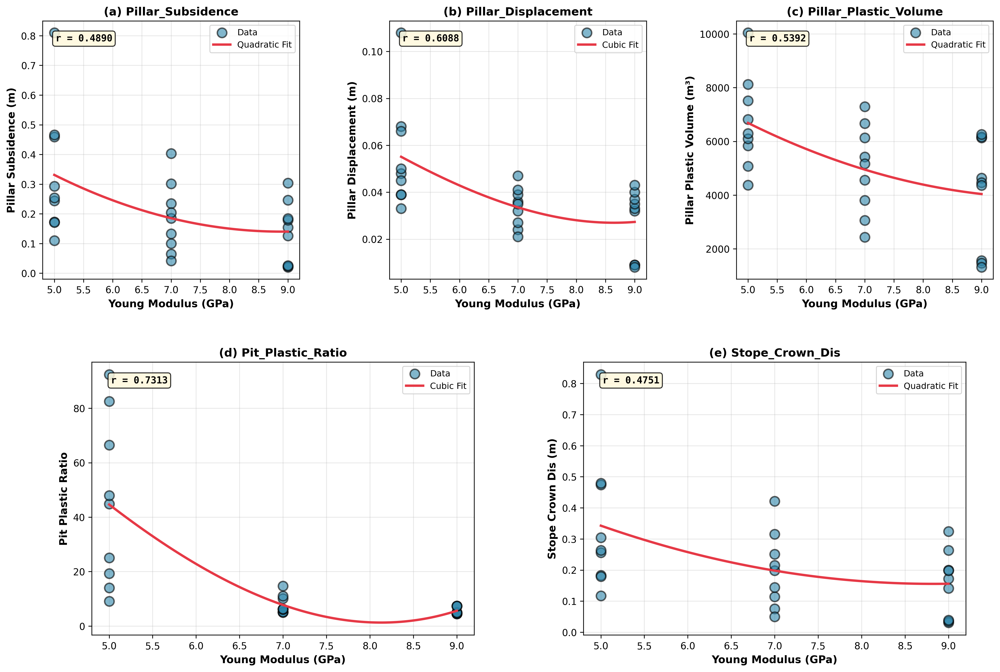 (a) Pillar_Subsidence
r = 0.4890
Data
Quadratic Fit
Pillar Subsidence (m)
0.8
0.7
0.6
0.5
0.4
0.3
0.2
0.1
0.0
5.0 5.5 6.0 6.5 7.0 7.5 8.0 8.5 9.0
Young Modulus (GPa)
(b) Pillar_Displacement
r = 0.6088
Data
Cubic Fit
Pillar Displacement (m)
0.10
0.08
0.06
0.04
0.02
5.0 5.5 6.0 6.5 7.0 7.5 8.0 8.5 9.0
Young Modulus (GPa)
(c) Pillar_Plastic_Volume
r = 0.5392
Data
Quadratic Fit
Pillar Plastic Volume (m³)
10000
8000
6000
4000
2000
5.0 5.5 6.0 6.5 7.0 7.5 8.0 8.5 9.0
Young Modulus (GPa)
(d) Pit_Plastic_Ratio
r = 0.7313
Data
Cubic Fit
Pit Plastic Ratio
80
60
40
20
0
5.0 5.5 6.0 6.5 7.0 7.5 8.0 8.5 9.0
Young Modulus (GPa)
(e) Stope_Crown_Dis
r = 0.4751
Data
Quadratic Fit
Stope Crown Dis (m)
0.8
0.7
0.6
0.5
0.4
0.3
0.2
0.1
0.0
5.0 5.5 6.0 6.5 7.0 7.5 8.0 8.5 9.0
Young Modulus (GPa)